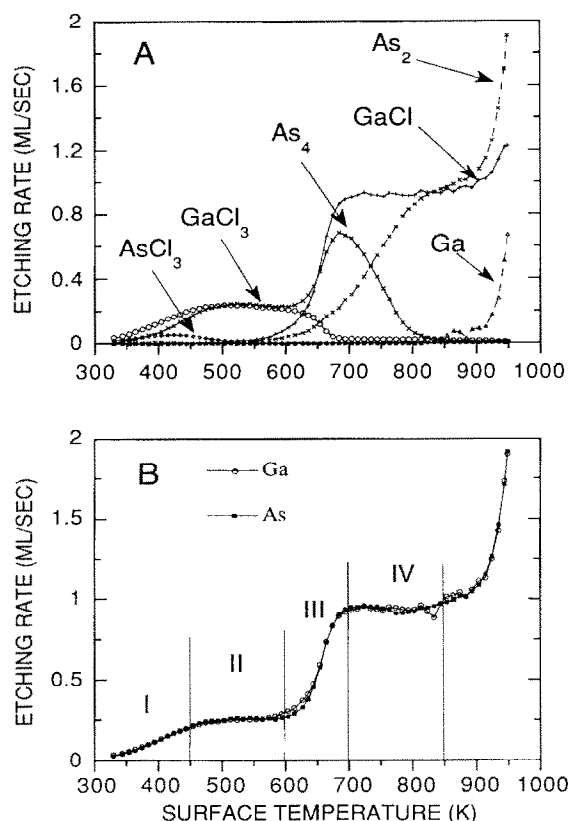 A
ETCHING RATE (ML/SEC)
2
1.6
1.2
0.8
0.4
0
As2
GaCl
As4
GaCl3
AsCl3
Ga
300 400 500 600 700 800 900 1000
B
Ga
As
ETCHING RATE (ML/SEC)
2
1.5
1
0.5
0
I
II
III
IV
300 400 500 600 700 800 900 1000
SURFACE TEMPERATURE (K)